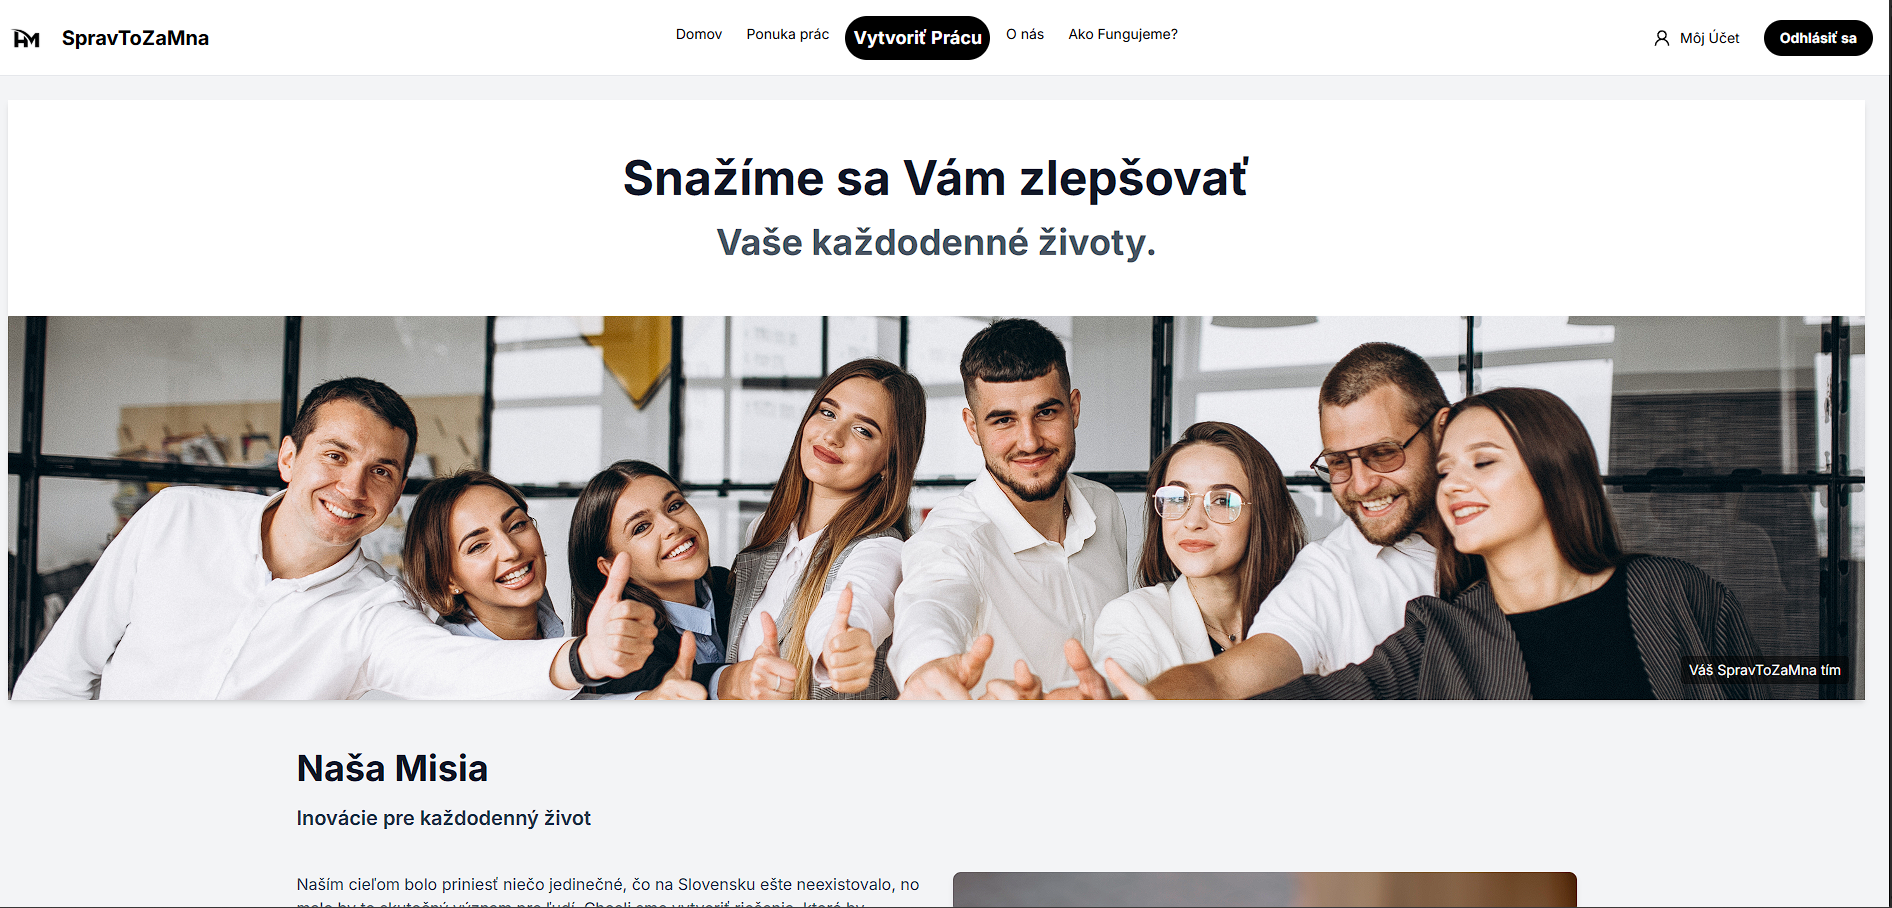 HM
SpravToZaMna
Domov
Ponuka prác
Vytvoriť Prácu
O nás
Ako Fungujeme?
Môj Účet
Odhlásiť sa
Snažíme sa Vám zlepšovať
Vaše každodenné životy.
Váš SpravToZaMna tím
Naša Misia
Inovácie pre každodenný život
Naším cieľom bolo priniesť niečo jedinečné, čo na Slovensku ešte neexistovalo, no